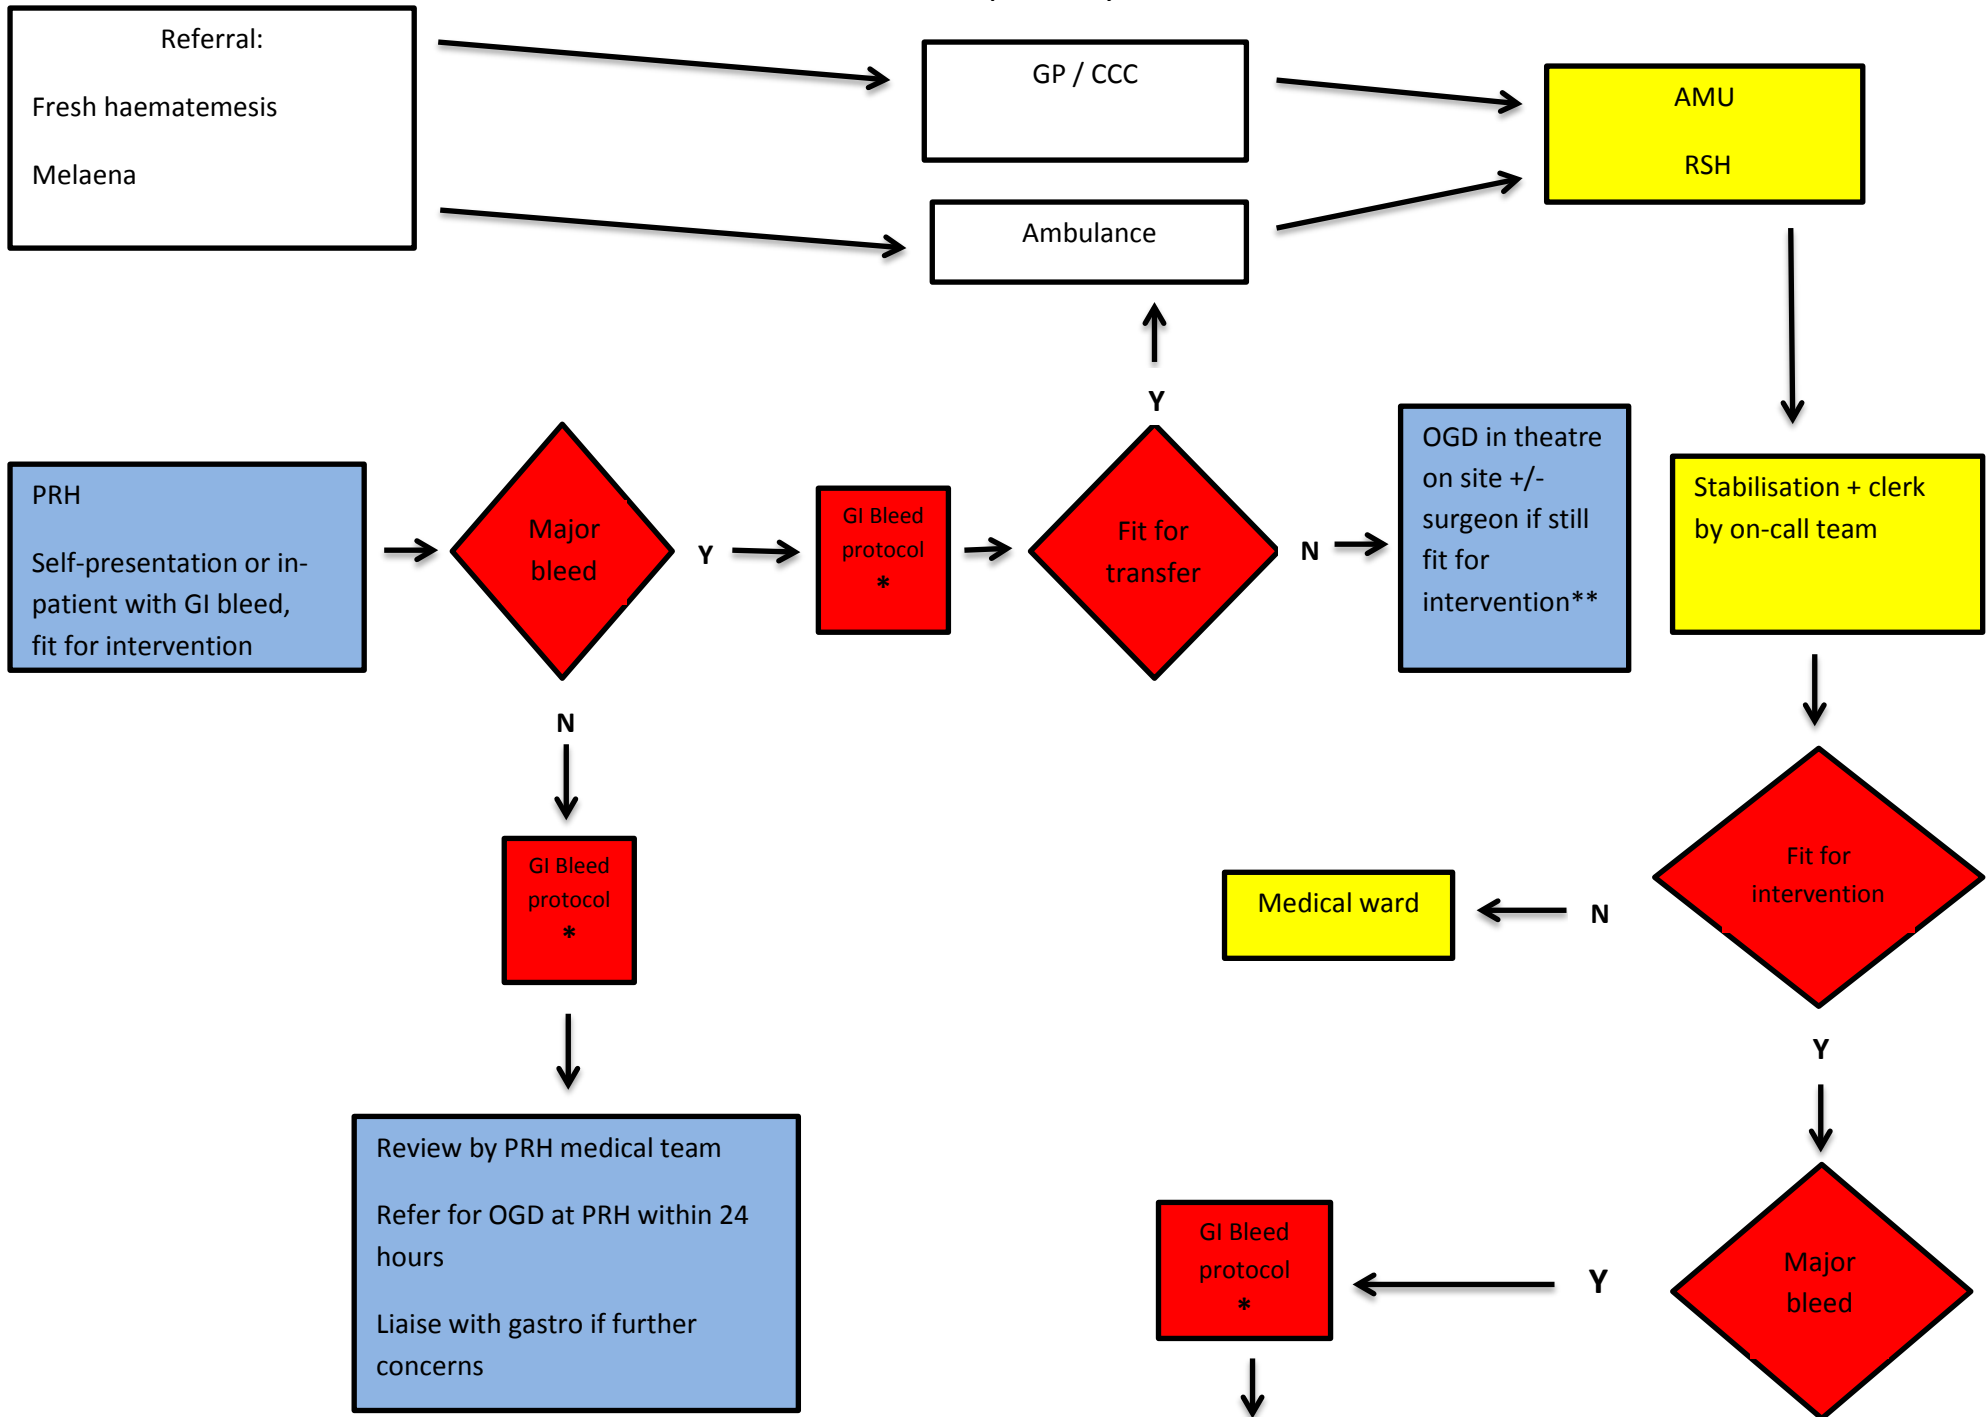 Referral:
Fresh haematemesis
Melaena
GP / CCC
Ambulance
AMU
RSH
PRH
Self-presentation or in-
patient with GI bleed,
fit for intervention
Major
bleed
Y
GI Bleed
protocol
*
Fit for
transfer
Y
N
OGD in theatre
on site +/-
surgeon if still
fit for
intervention**
Stabilisation + clerk
by on-call team
N
GI Bleed
protocol
*
Review by PRH medical team
Refer for OGD at PRH within 24
hours
Liaise with gastro if further
concerns
Fit for
intervention
N
Medical ward
Y
Major
bleed
Y
GI Bleed
protocol
*